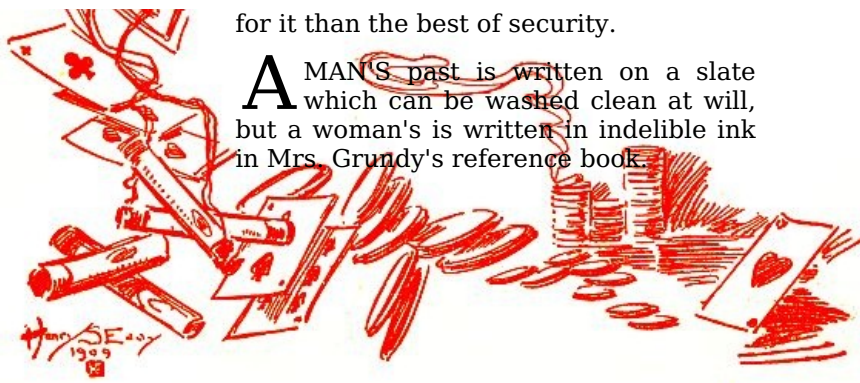 for it than the best of security.
A MAN'S past is written on a slate
which can be washed clean at will,
but a woman's is written in indelible ink
in Mrs. Grundy's reference book.
1909